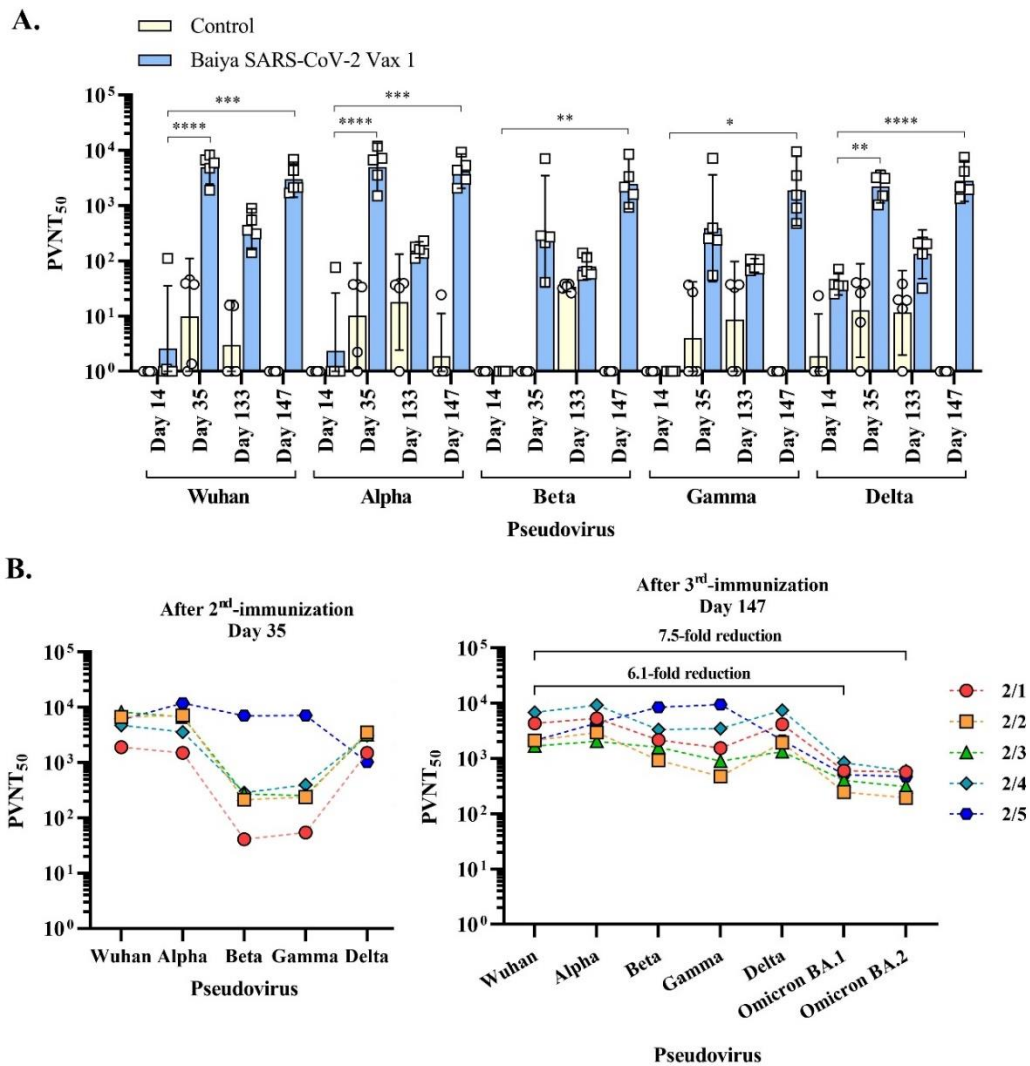 A.
Control
Baiya SARS-CoV-2 Vax 1
PVNT50
10^5
10^4
10^3
10^2
10^1
10^0
****
***
****
***
**
*
**
****
Day 14
Day 35
Day 133
Day 147
Day 14
Day 35
Day 133
Day 147
Day 14
Day 35
Day 133
Day 147
Day 14
Day 35
Day 133
Day 147
Day 14
Day 35
Day 133
Day 147
Wuhan
Alpha
Beta
Gamma
Delta
Pseudovirus
B.
After 2nd-immunization
Day 35
PVNT50
10^5
10^4
10^3
10^2
10^1
10^0
Wuhan Alpha Beta Gamma Delta
Pseudovirus
After 3rd-immunization
Day 147
7.5-fold reduction
6.1-fold reduction
PVNT50
10^5
10^4
10^3
10^2
10^1
10^0
Wuhan
Alpha
Beta
Gamma
Delta
Omicron BA.1
Omicron BA.2
Pseudovirus
2/1
2/2
2/3
2/4
2/5